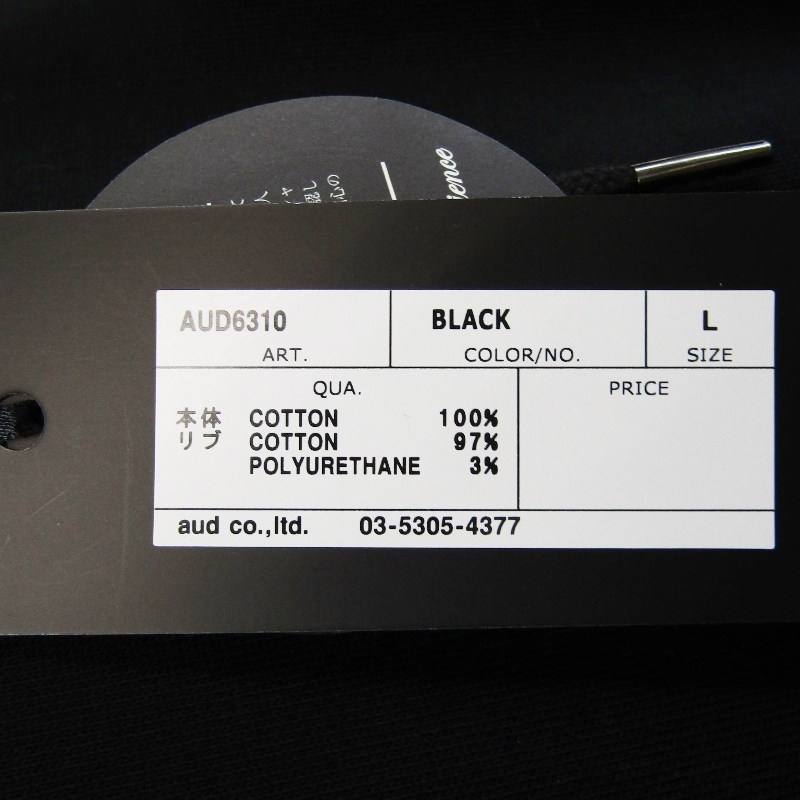 AUD6310 BLACK L
ART. COLOR/NO. SIZE
QUA. PRICE
本体 COTTON 100%
リブ COTTON 97%
POLYURETHANE 3%
aud co.,ltd. 03-5305-4377